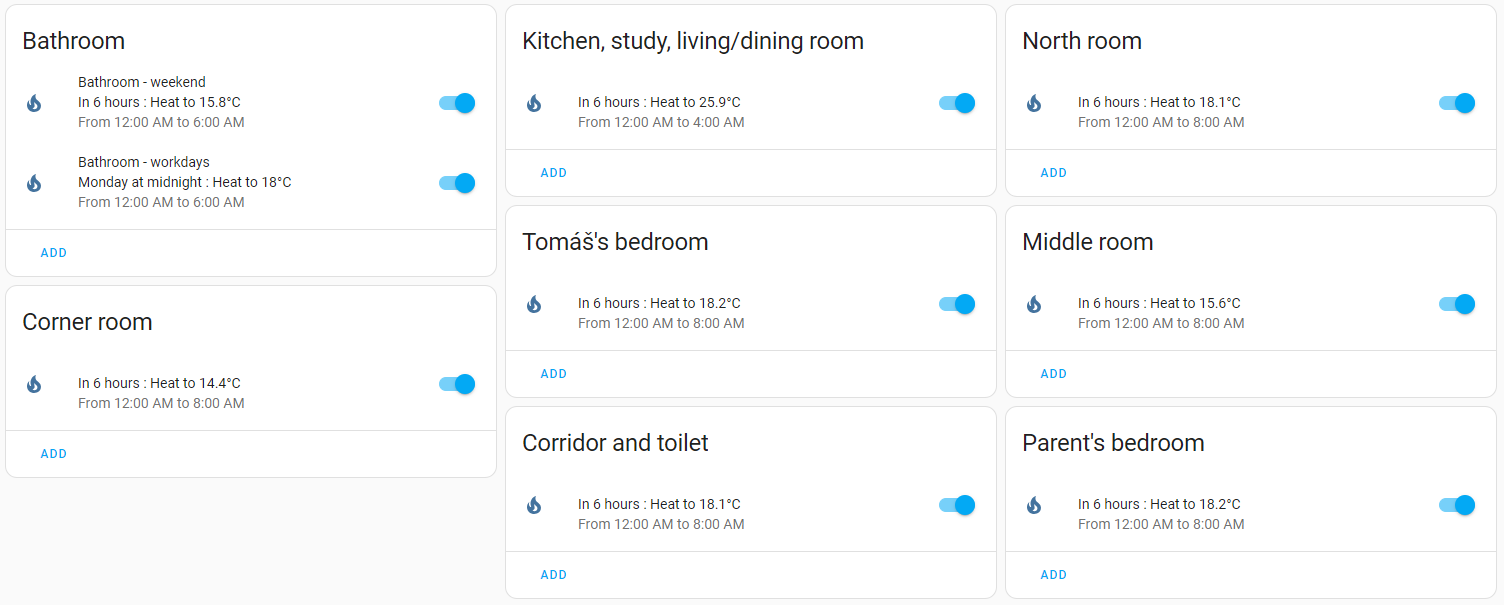 Bathroom
Bathroom - weekend
In 6 hours : Heat to 15.8°C
From 12:00 AM to 6:00 AM
Bathroom - workdays
Monday at midnight : Heat to 18°C
From 12:00 AM to 6:00 AM
ADD
Corner room
In 6 hours : Heat to 14.4°C
From 12:00 AM to 8:00 AM
ADD
Kitchen, study, living/dining room
In 6 hours : Heat to 25.9°C
From 12:00 AM to 4:00 AM
ADD
Tomáš's bedroom
In 6 hours : Heat to 18.2°C
From 12:00 AM to 8:00 AM
ADD
Corridor and toilet
In 6 hours : Heat to 18.1°C
From 12:00 AM to 8:00 AM
ADD
North room
In 6 hours : Heat to 18.1°C
From 12:00 AM to 8:00 AM
ADD
Middle room
In 6 hours : Heat to 15.6°C
From 12:00 AM to 8:00 AM
ADD
Parent's bedroom
In 6 hours : Heat to 18.2°C
From 12:00 AM to 8:00 AM
ADD